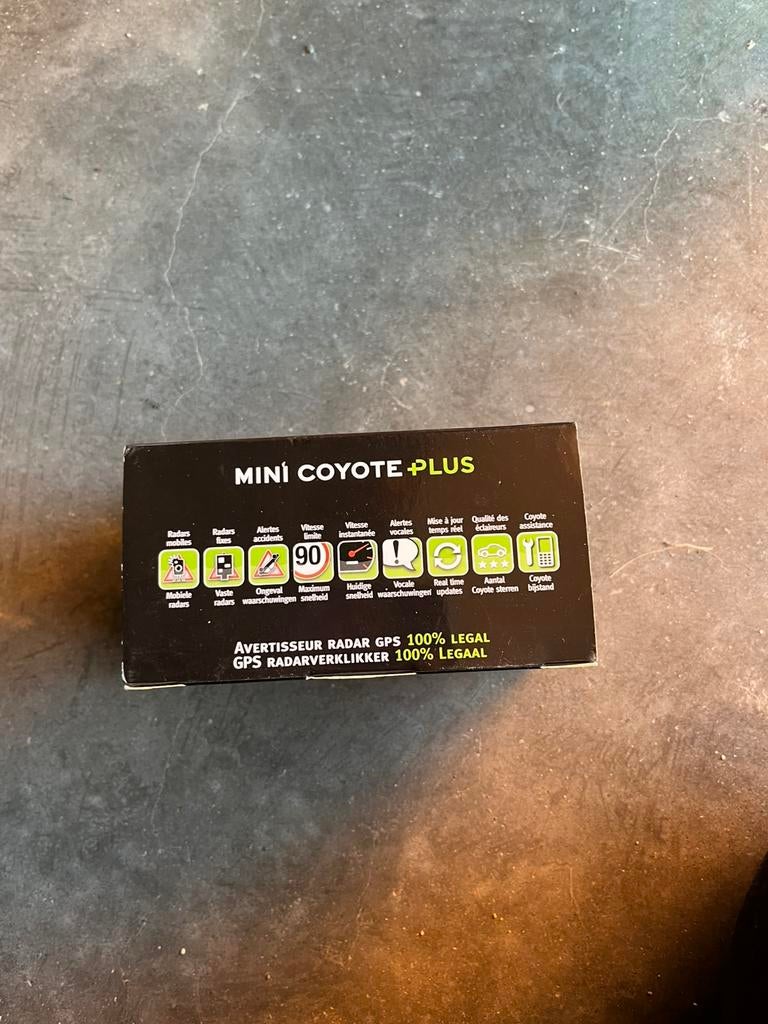 MINI COYOTE +PLUS
Radars mobiles
Radars fixes
Alertes accidents
Vitesse limite
Vitesse instantanée
Alertes vocales
Mise à jour temps réel
Qualité des éclaireurs
Coyote assistance
90
Mobiele radars
Vaste radars
Ongeval waarschuwingen
Maximum snelheid
Huidige snelheid
Vocale waarschuwingen
Real time updates
Aantal Coyote sterren
Coyote bijstand
AVERTISSEUR RADAR GPS 100% LEGAL
GPS RADARVERKLIKKER 100% LEGAAL